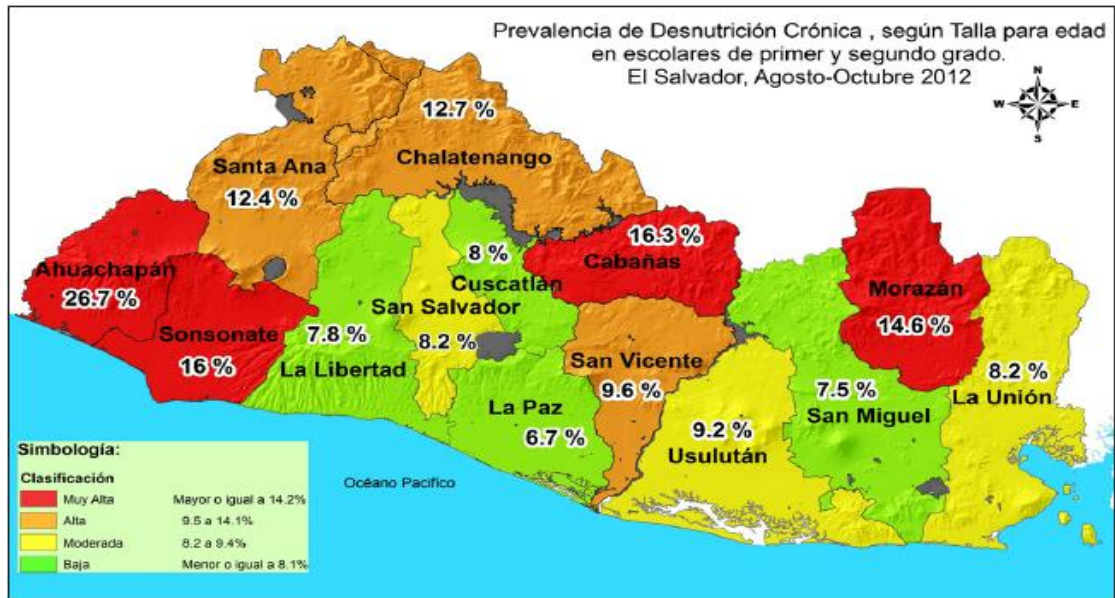 Prevalencia de Desnutrición Crónica , según Talla para edad
en escolares de primer y segundo grado.
El Salvador, Agosto-Octubre 2012
N
W E
S
12.7 %
Chalatenango
Santa Ana
12.4 %
Ahuachapán
26.7 %
Sonsonate
16 %
7.8 %
La Libertad
San Salvador
8.2 %
8 %
Cuscatlán
16.3 %
Cabañas
San Vicente
9.6 %
La Paz
6.7 %
9.2 %
Usulután
7.5 %
San Miguel
Morazán
14.6 %
8.2 %
La Unión
Océano Pacifico
Simbología:
Clasificación
Muy Alta Mayor o igual a 14.2%
Alta 9.5 a 14.1%
Moderada 8.2 a 9.4%
Baja Menor o igual a 8.1%